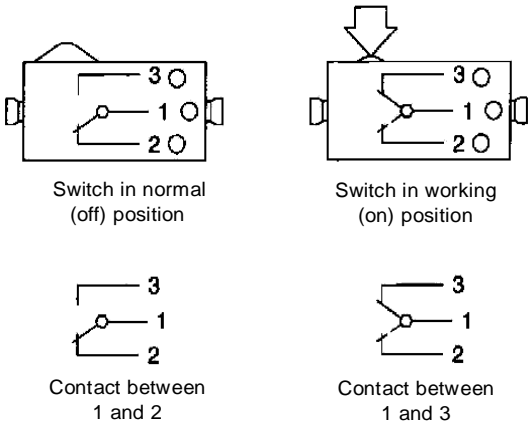 3
1
2
Switch in normal
(off) position
3
1
2
Switch in working
(on) position
3
1
2
Contact between
1 and 2
3
1
2
Contact between
1 and 3